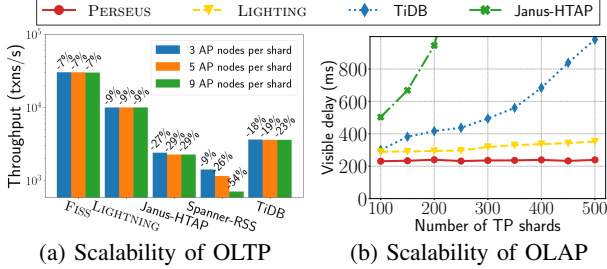 PERSEUS LIGHTING TiDB Janus-HTAP
Throughput (txns/s)
10^5
10^4
10^3
3 AP nodes per shard
5 AP nodes per shard
9 AP nodes per shard
-7% -7% -7%
-9% -9% -9%
-27% -29% -29%
-9% -26% -54%
-18% -19% -23%
FISS LIGHTNING Janus-HTAP Spanner-RSS TiDB
(a) Scalability of OLTP
Visible delay (ms)
800
600
400
200
0
100 200 300 400 500
Number of TP shards
(b) Scalability of OLAP